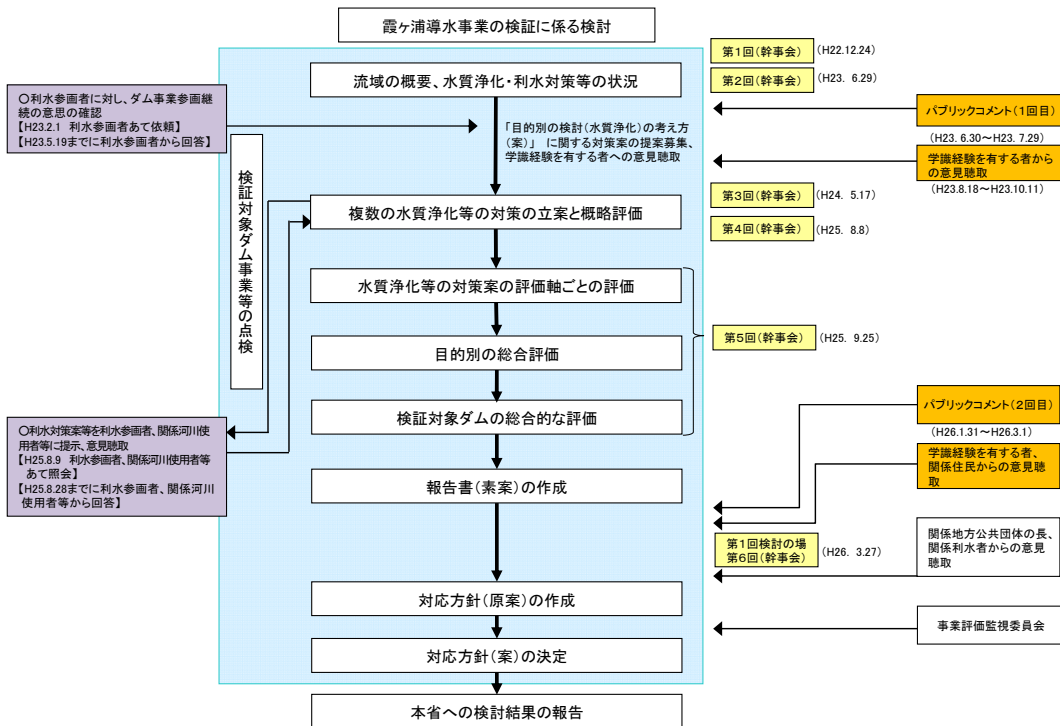 霞ヶ浦導水事業の検証に係る検討
流域の概要、水質浄化・利水対策等の状況
第1回(幹事会)
(H22.12.24)
第2回(幹事会)
(H23. 6.29)
〇利水参画者に対し、ダム事業参画継
続の意思の確認
【H23.2.1 利水参画者あて依頼】
【H23.5.19までに利水参画者から回答】
「目的別の検討(水質浄化)の考え方
(案)」 に関する対策案の提案募集、
学識経験を有する者への意見聴取
パブリックコメント(1回目)
(H23. 6.30～H23. 7.29)
学識経験を有する者から
の意見聴取
(H23.8.18～H23.10.11)
検証対象ダム事業等の点検
複数の水質浄化等の対策の立案と概略評価
第3回(幹事会)
(H24. 5.17)
第4回(幹事会)
(H25. 8.8)
水質浄化等の対策案の評価軸ごとの評価
目的別の総合評価
検証対象ダムの総合的な評価
第5回(幹事会)
(H25. 9.25)
〇利水対策案等を利水参画者、関係河川使
用者等に提示、意見聴取
【H25.8.9 利水参画者、関係河川使用者等
あて照会】
【H25.8.28までに利水参画者、関係河川
使用者等から回答】
報告書(素案)の作成
パブリックコメント(2回目)
(H26.1.31～H26.3.1)
学識経験を有する者、
関係住民からの意見聴
取
第1回検討の場
第6回(幹事会)
(H26. 3.27)
関係地方公共団体の長、
関係利水者からの意見
聴取
対応方針(原案)の作成
事業評価監視委員会
対応方針(案)の決定
本省への検討結果の報告